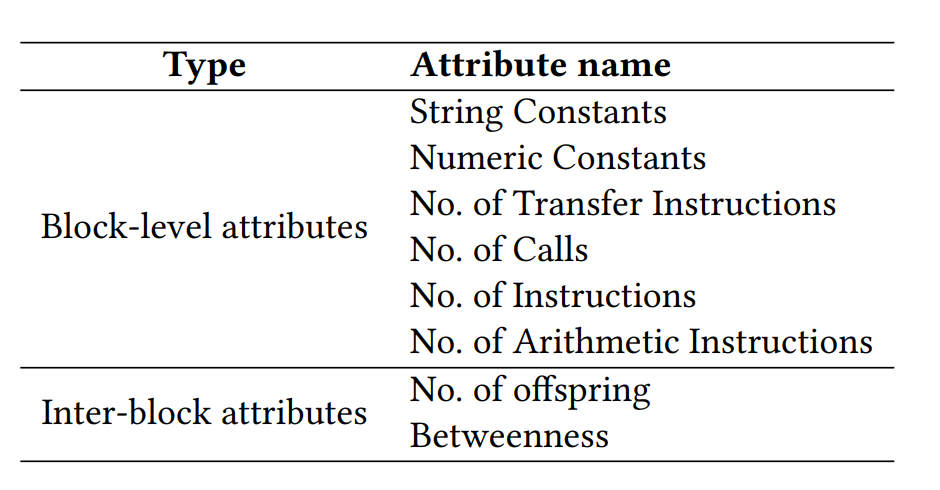 Type Attribute name
String Constants
Numeric Constants
No. of Transfer Instructions
Block-level attributes
No. of Calls
No. of Instructions
No. of Arithmetic Instructions
No. of offspring
Inter-block attributes
Betweenness